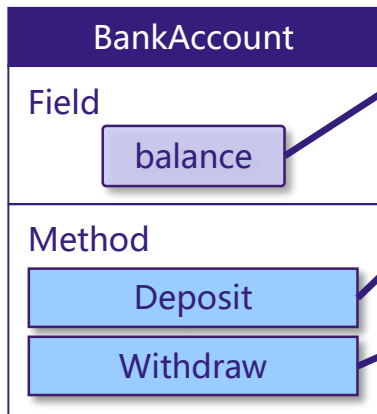 BankAccount
Field
balance
Method
Deposit
Withdraw